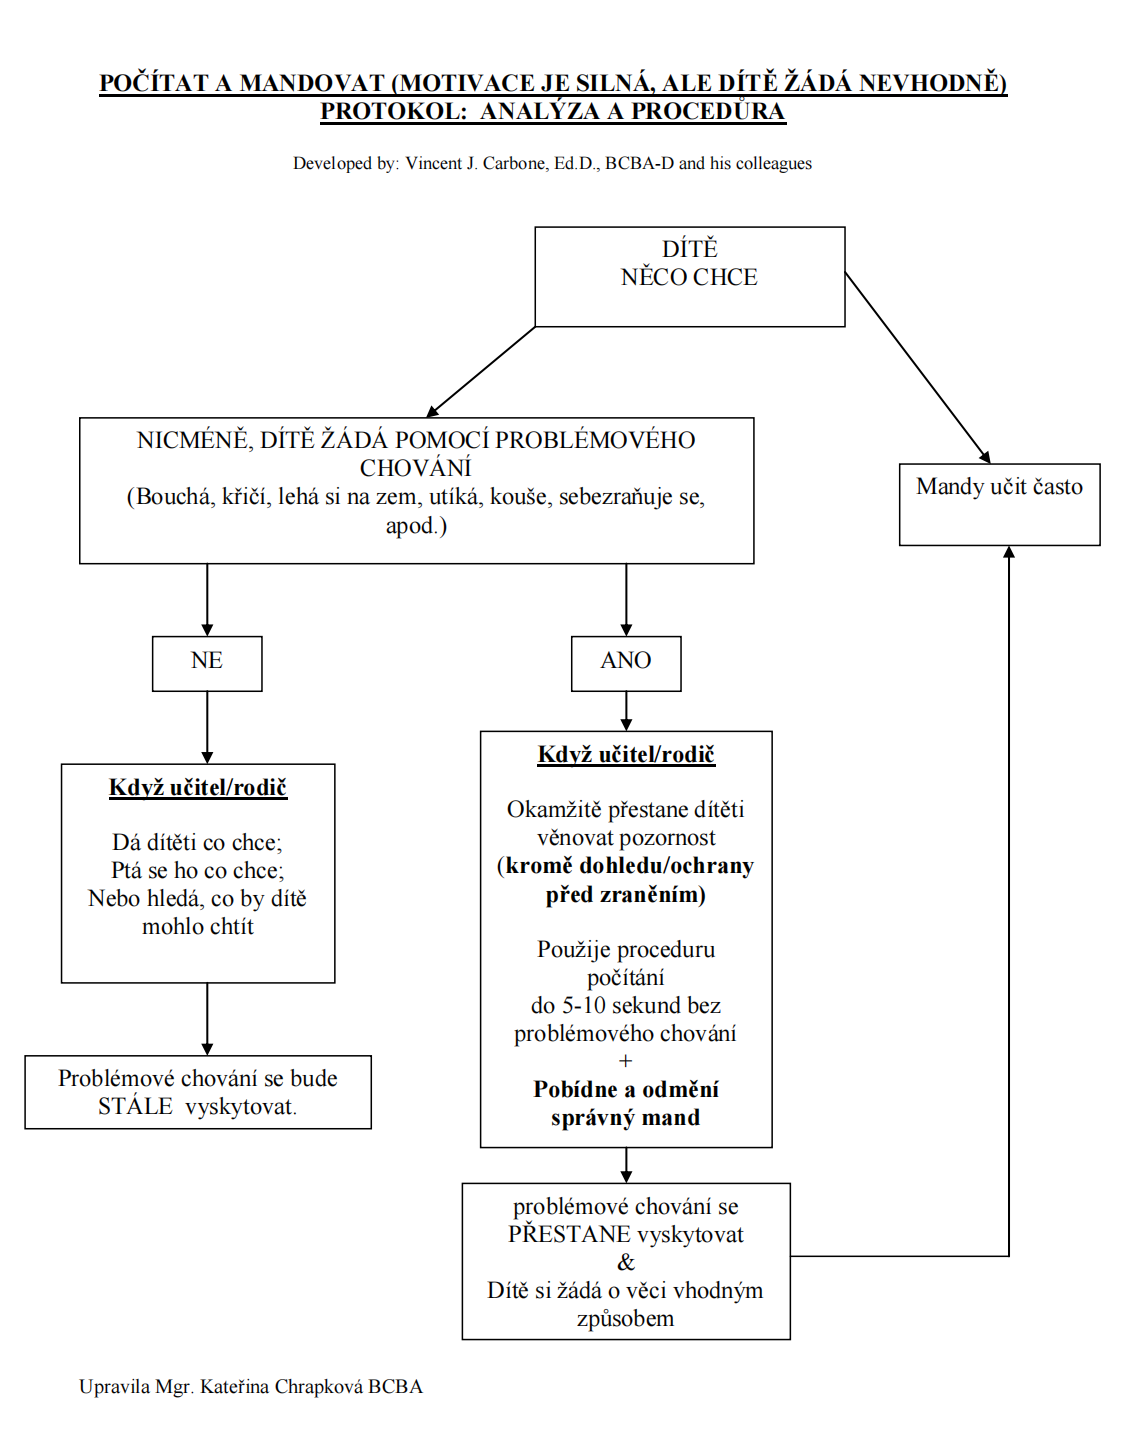 POČÍTAT A MANDOVAT (MOTIVACE JE SILNÁ, ALE DÍTĚ ŽÁDÁ NEVHODNĚ)
PROTOKOL: ANALÝZA A PROCEDŮRA
Developed by: Vincent J. Carbone, Ed.D., BCBA-D and his colleagues
DÍTĚ
NĚCO CHCE
NICMÉNĚ, DÍTĚ ŽÁDÁ POMOCÍ PROBLÉMOVÉHO
CHOVÁNÍ
(Bouchá, křičí, lehá si na zem, utíká, kouše, sebezraňuje se,
apod.)
Mandy učit často
NE
ANO
Když učitel/rodič
Dá dítěti co chce;
Ptá se ho co chce;
Nebo hledá, co by dítě
mohlo chtít
Problémové chování se bude
STÁLE vyskytovat.
Když učitel/rodič
Okamžitě přestane dítěti
věnovat pozornost
(kromě dohledu/ochrany
před zraněním)
Použije proceduru
počítání
do 5-10 sekund bez
problémového chování
+
Pobídne a odmění
správný mand
problémové chování se
PŘESTANE vyskytovat
&
Dítě si žádá o věci vhodným
způsobem
Upravila Mgr. Kateřina Chrapková BCBA